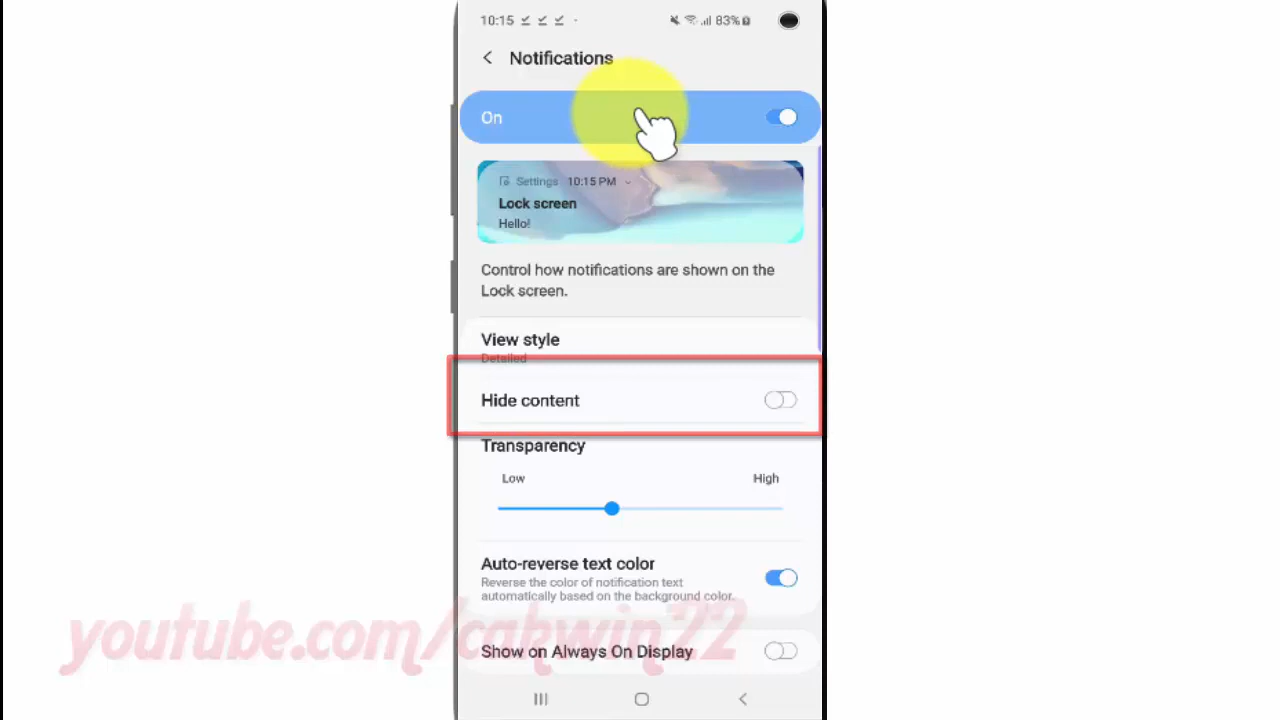 10:15 83%
Notifications
On
Settings 10:15 PM
Lock screen
Hello!
Control how notifications are shown on the
Lock screen.
View style
Detailed
Hide content
Transparency
Low High
Auto-reverse text color
Reverse the color of notification text
automatically based on the background color.
youtube.com/cakwin22
Show on Always On Display